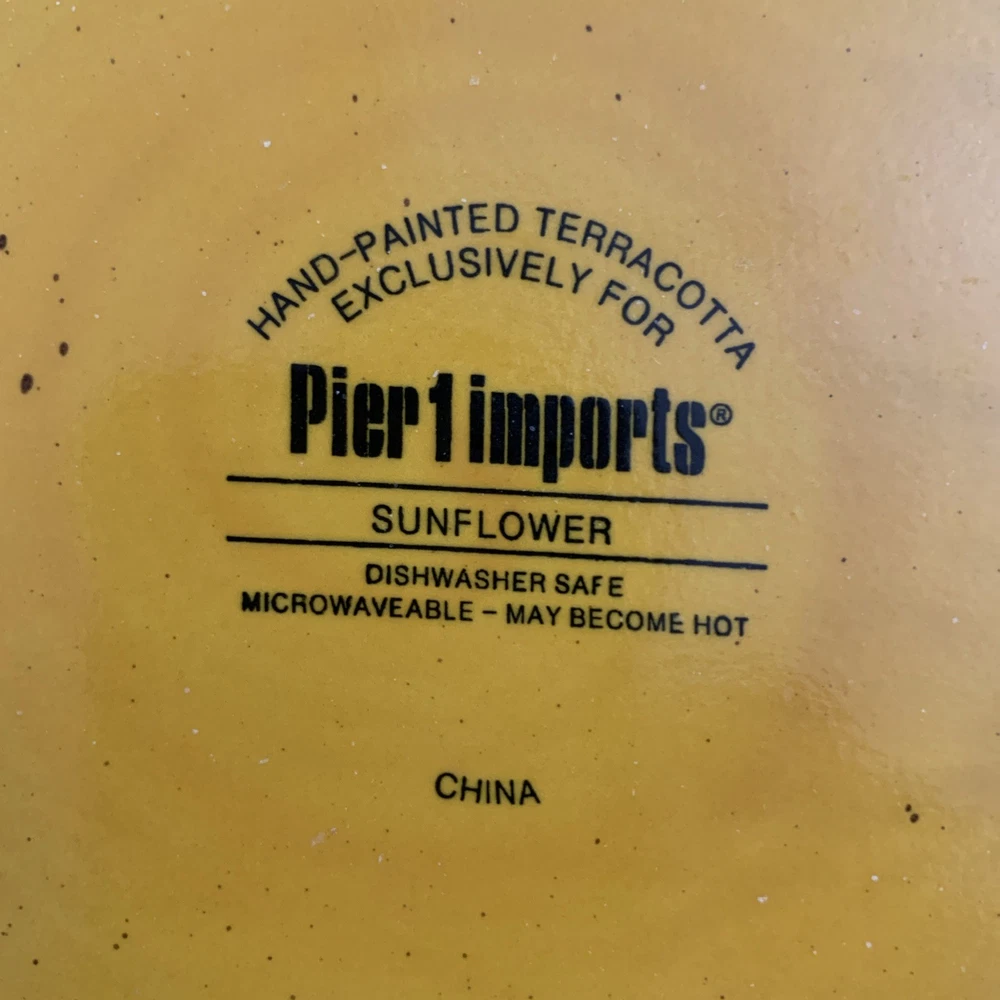 HAND-PAINTED TERRACOTTA
EXCLUSIVELY FOR
Pier 1 imports®
SUNFLOWER
DISHWASHER SAFE
MICROWAVEABLE - MAY BECOME HOT
CHINA